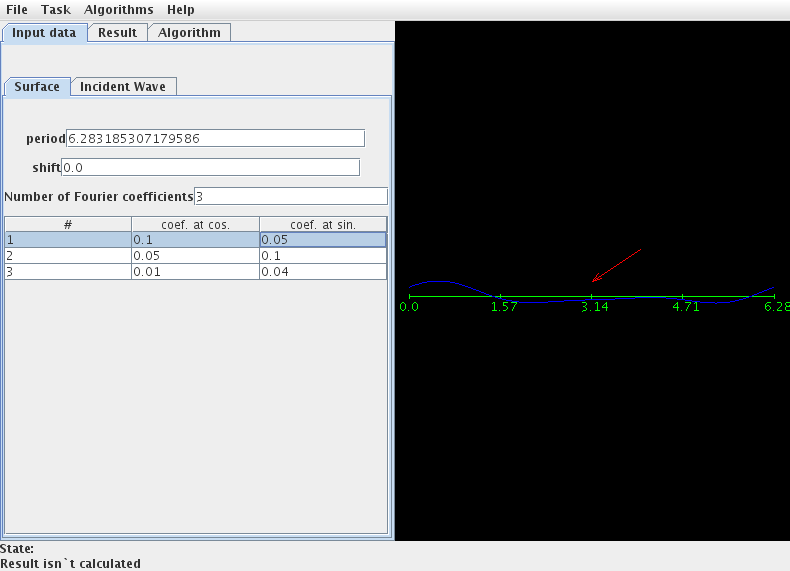 File Task Algorithms Help
Input data Result Algorithm
Surface Incident Wave
period 6.283185307179586
shift 0.0
Number of Fourier coefficients 3
# coef. at cos. coef. at sin.
1 0.1 0.05
2 0.05 0.1
3 0.01 0.04
0.0 1.57 3.14 4.71 6.28
State:
Result isn`t calculated